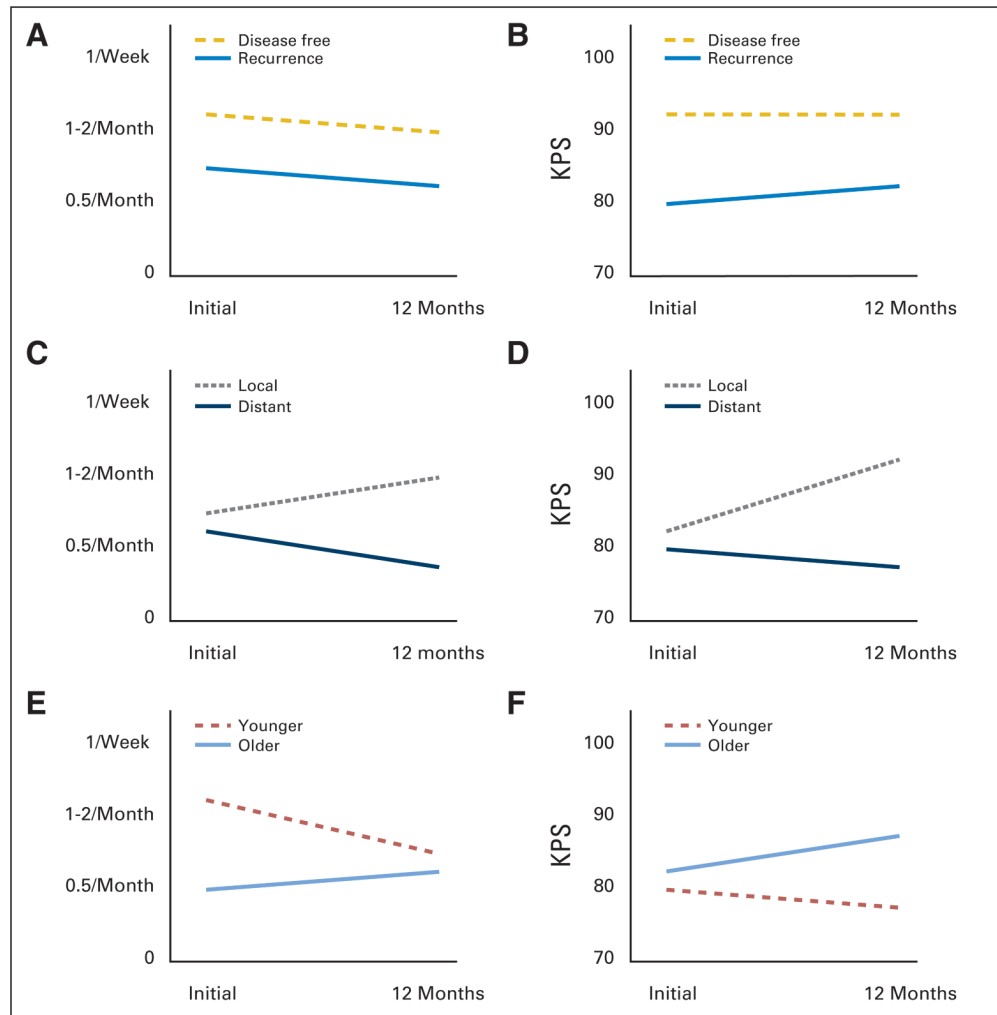 A
Disease free
Recurrence
1/Week
1-2/Month
0.5/Month
0
Initial
12 Months
B
Disease free
Recurrence
KPS
100
90
80
70
Initial
12 Months
C
Local
Distant
1/Week
1-2/Month
0.5/Month
0
Initial
12 months
D
Local
Distant
KPS
100
90
80
70
Initial
12 Months
E
Younger
Older
1/Week
1-2/Month
0.5/Month
0
Initial
12 Months
F
Younger
Older
KPS
100
90
80
70
Initial
12 Months